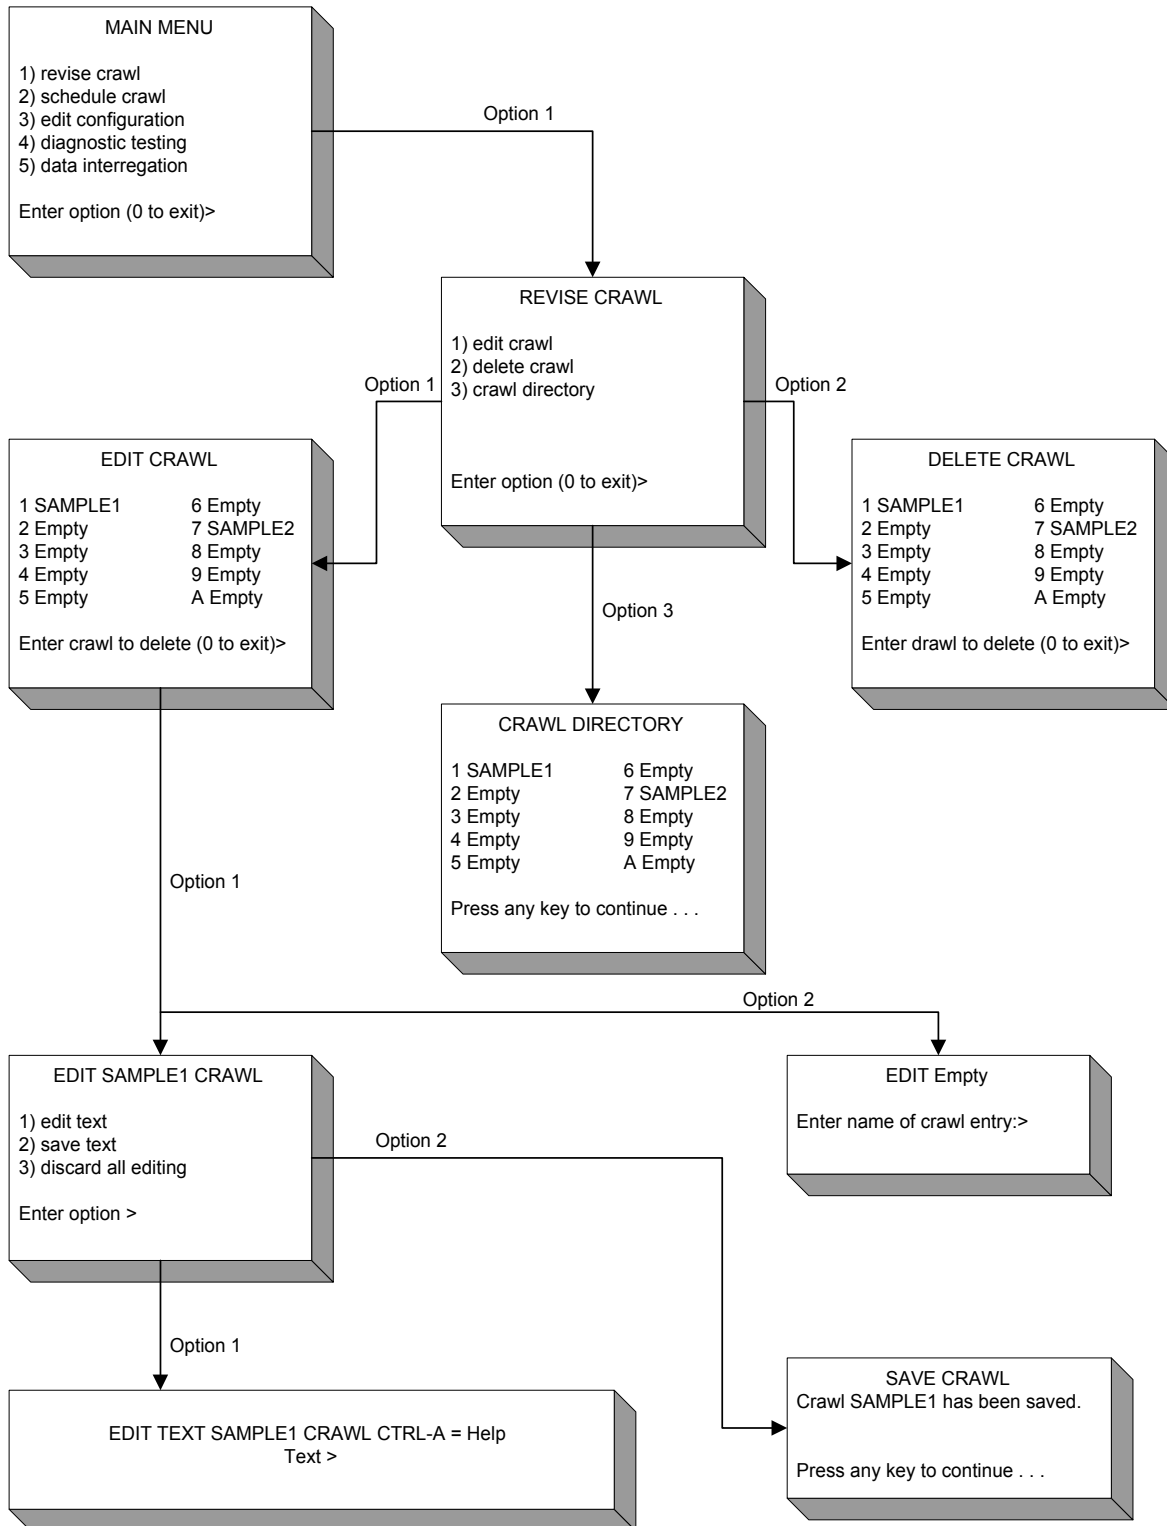 MAIN MENU
1) revise crawl
2) schedule crawl
3) edit configuration
4) diagnostic testing
5) data interregation
Enter option (0 to exit)>
Option 1
REVISE CRAWL
1) edit crawl
2) delete crawl
3) crawl directory
Enter option (0 to exit)>
Option 1
Option 2
EDIT CRAWL
1 SAMPLE1 6 Empty
2 Empty 7 SAMPLE2
3 Empty 8 Empty
4 Empty 9 Empty
5 Empty A Empty
Enter crawl to delete (0 to exit)>
DELETE CRAWL
1 SAMPLE1 6 Empty
2 Empty 7 SAMPLE2
3 Empty 8 Empty
4 Empty 9 Empty
5 Empty A Empty
Enter drawl to delete (0 to exit)>
Option 3
CRAWL DIRECTORY
1 SAMPLE1 6 Empty
2 Empty 7 SAMPLE2
3 Empty 8 Empty
4 Empty 9 Empty
5 Empty A Empty
Press any key to continue . . .
Option 1
Option 2
EDIT SAMPLE1 CRAWL
1) edit text
2) save text
3) discard all editing
Enter option >
EDIT Empty
Enter name of crawl entry:>
Option 2
Option 1
EDIT TEXT SAMPLE1 CRAWL CTRL-A = Help
Text >
SAVE CRAWL
Crawl SAMPLE1 has been saved.
Press any key to continue . . .